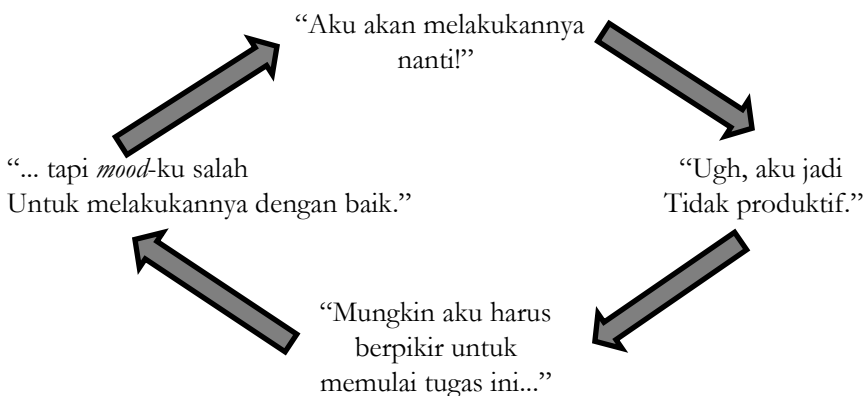 “Aku akan melakukannya
nanti!”
“... tapi mood-ku salah
Untuk melakukannya dengan baik.”
“Ugh, aku jadi
Tidak produktif.”
“Mungkin aku harus
berpikir untuk
memulai tugas ini...”